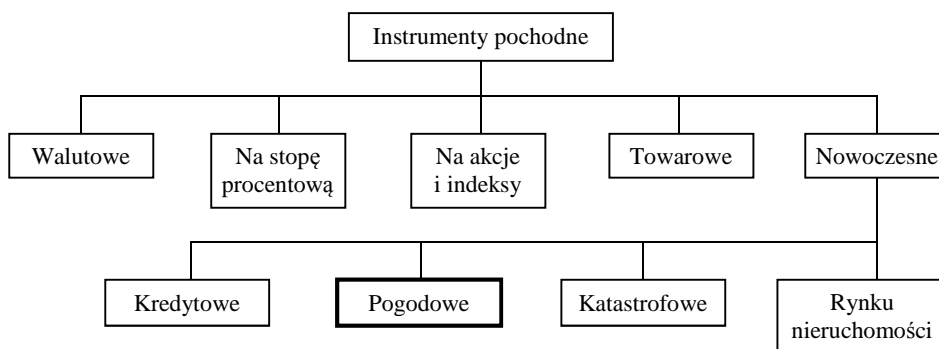 Instrumenty pochodne
Walutowe
Na stopę
procentową
Na akcje
i indeksy
Towarowe
Nowoczesne
Kredytowe
Pogodowe
Katastrofowe
Rynku
nieruchomości